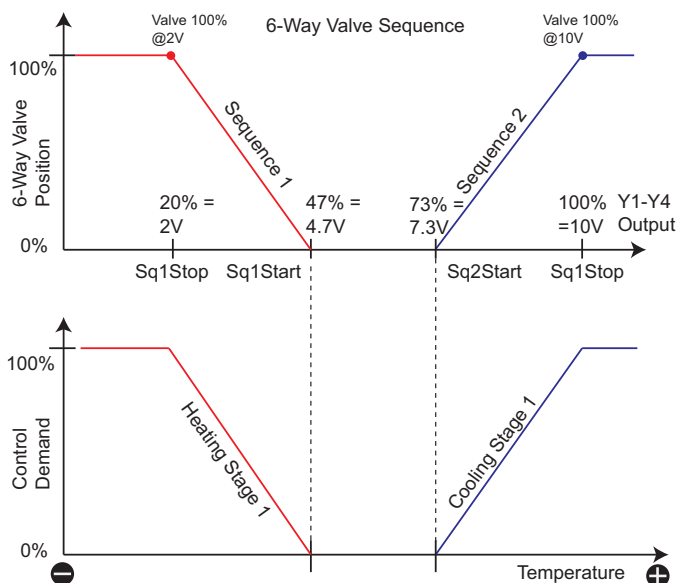 6-Way Valve Sequence
Valve 100%
@2V
Valve 100%
@10V
100%
6-Way Valve
Position
Sequence 1
Sequence 2
20% =
2V
47% =
4.7V
73% =
7.3V
100%
=10V
Y1-Y4
Output
0%
Sq1Stop
Sq1Start
Sq2Start
Sq1Stop
100%
Control
Demand
Heating Stage 1
Cooling Stage 1
0%
Temperature